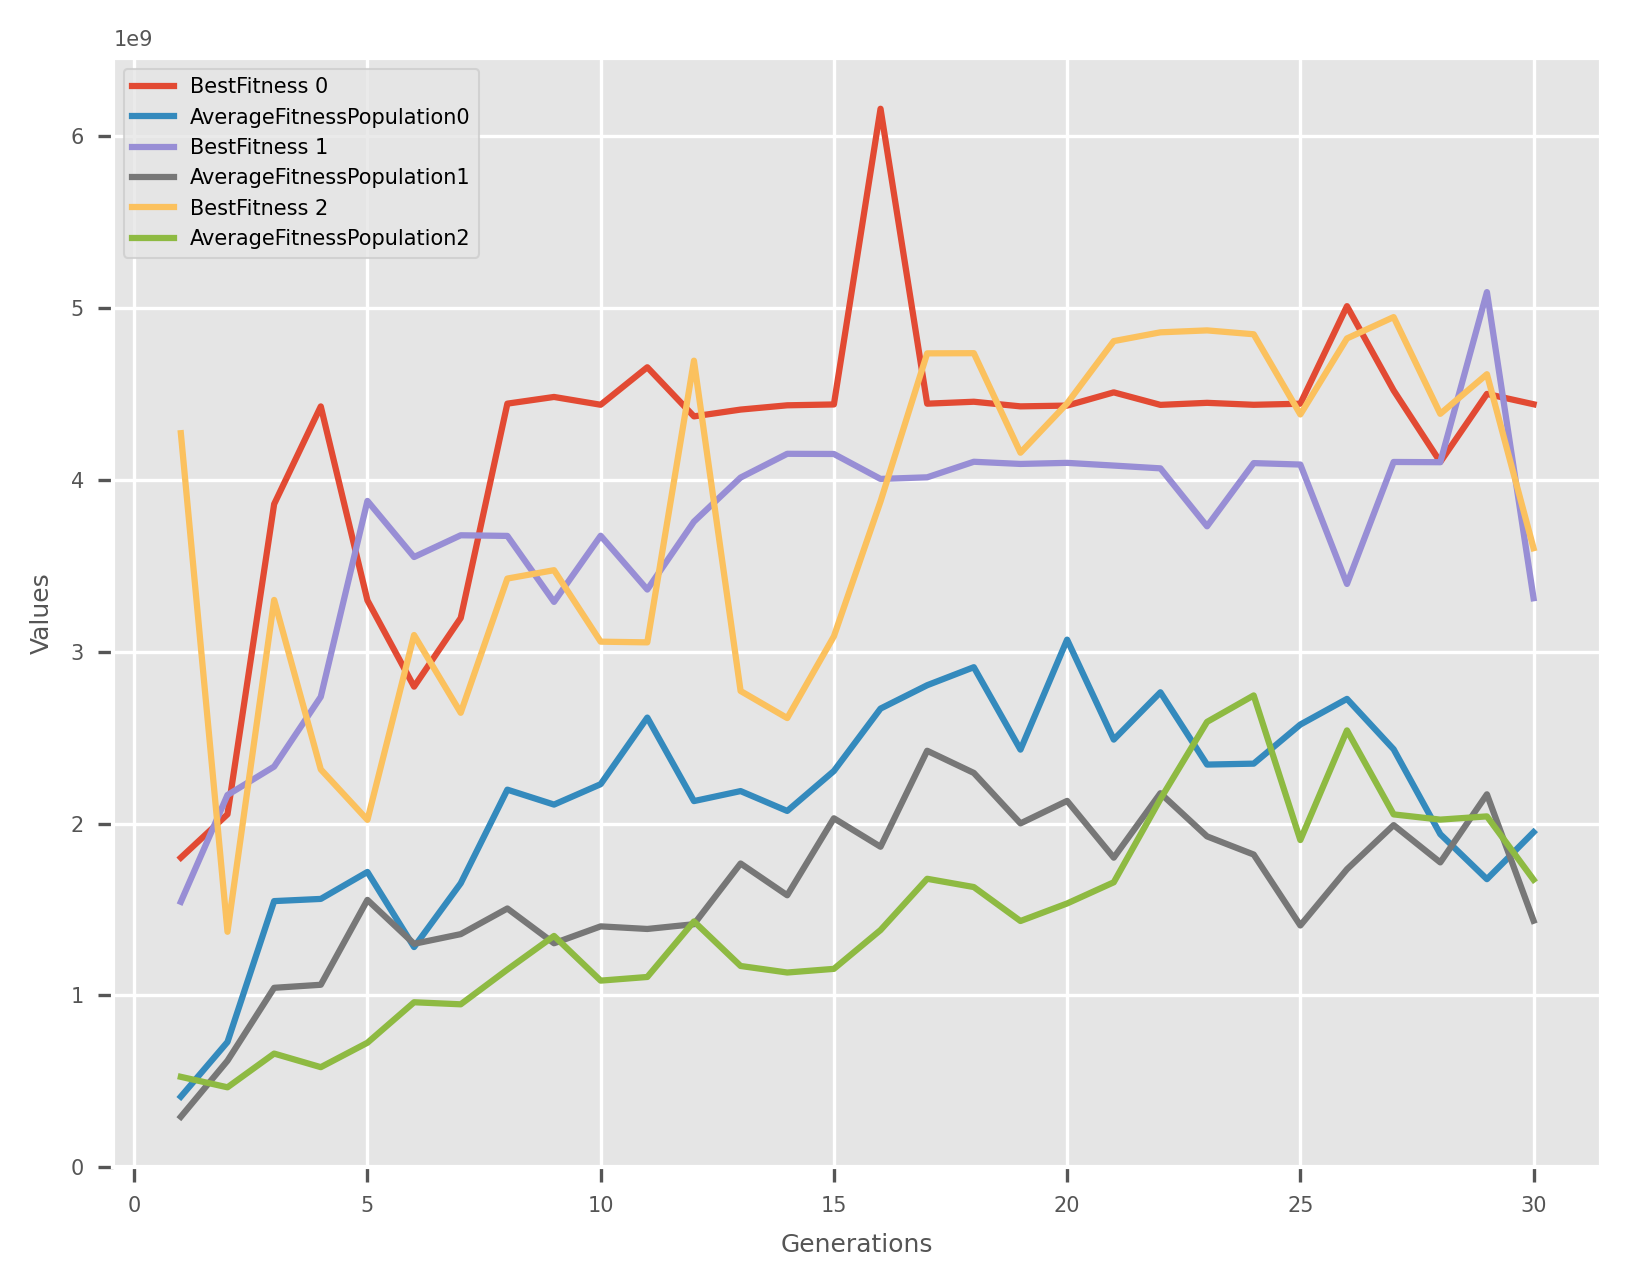 1e9
BestFitness 0
AverageFitnessPopulation0
BestFitness 1
AverageFitnessPopulation1
BestFitness 2
AverageFitnessPopulation2
6
5
4
3
2
1
0
Values
0 5 10 15 20 25 30
Generations